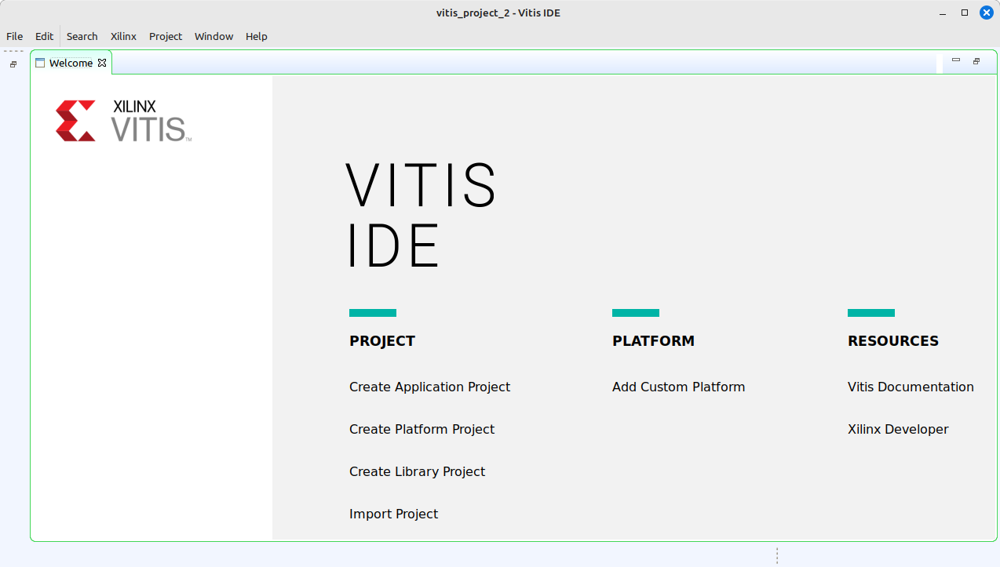 vitis_project_2 - Vitis IDE
File Edit Search Xilinx Project Window Help
Welcome
XILINX
VITIS™
VITIS
IDE
PROJECT PLATFORM RESOURCES
Create Application Project Add Custom Platform Vitis Documentation
Create Platform Project Xilinx Developer
Create Library Project
Import Project